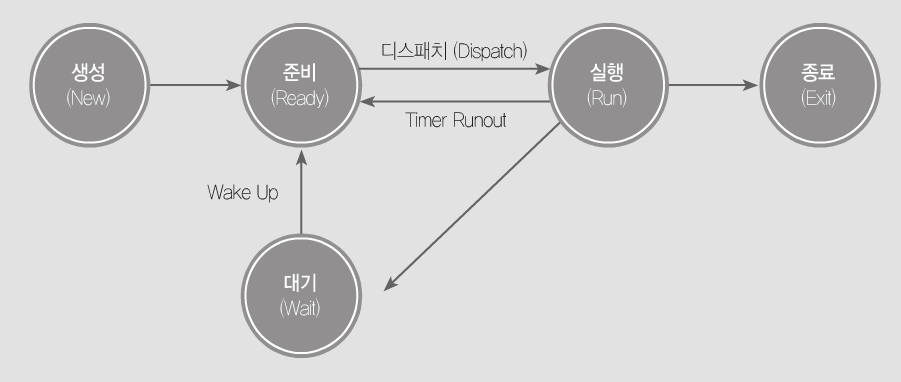 생성
(New)
준비
(Ready)
디스패치 (Dispatch)
Timer Runout
실행
(Run)
종료
(Exit)
Wake Up
대기
(Wait)